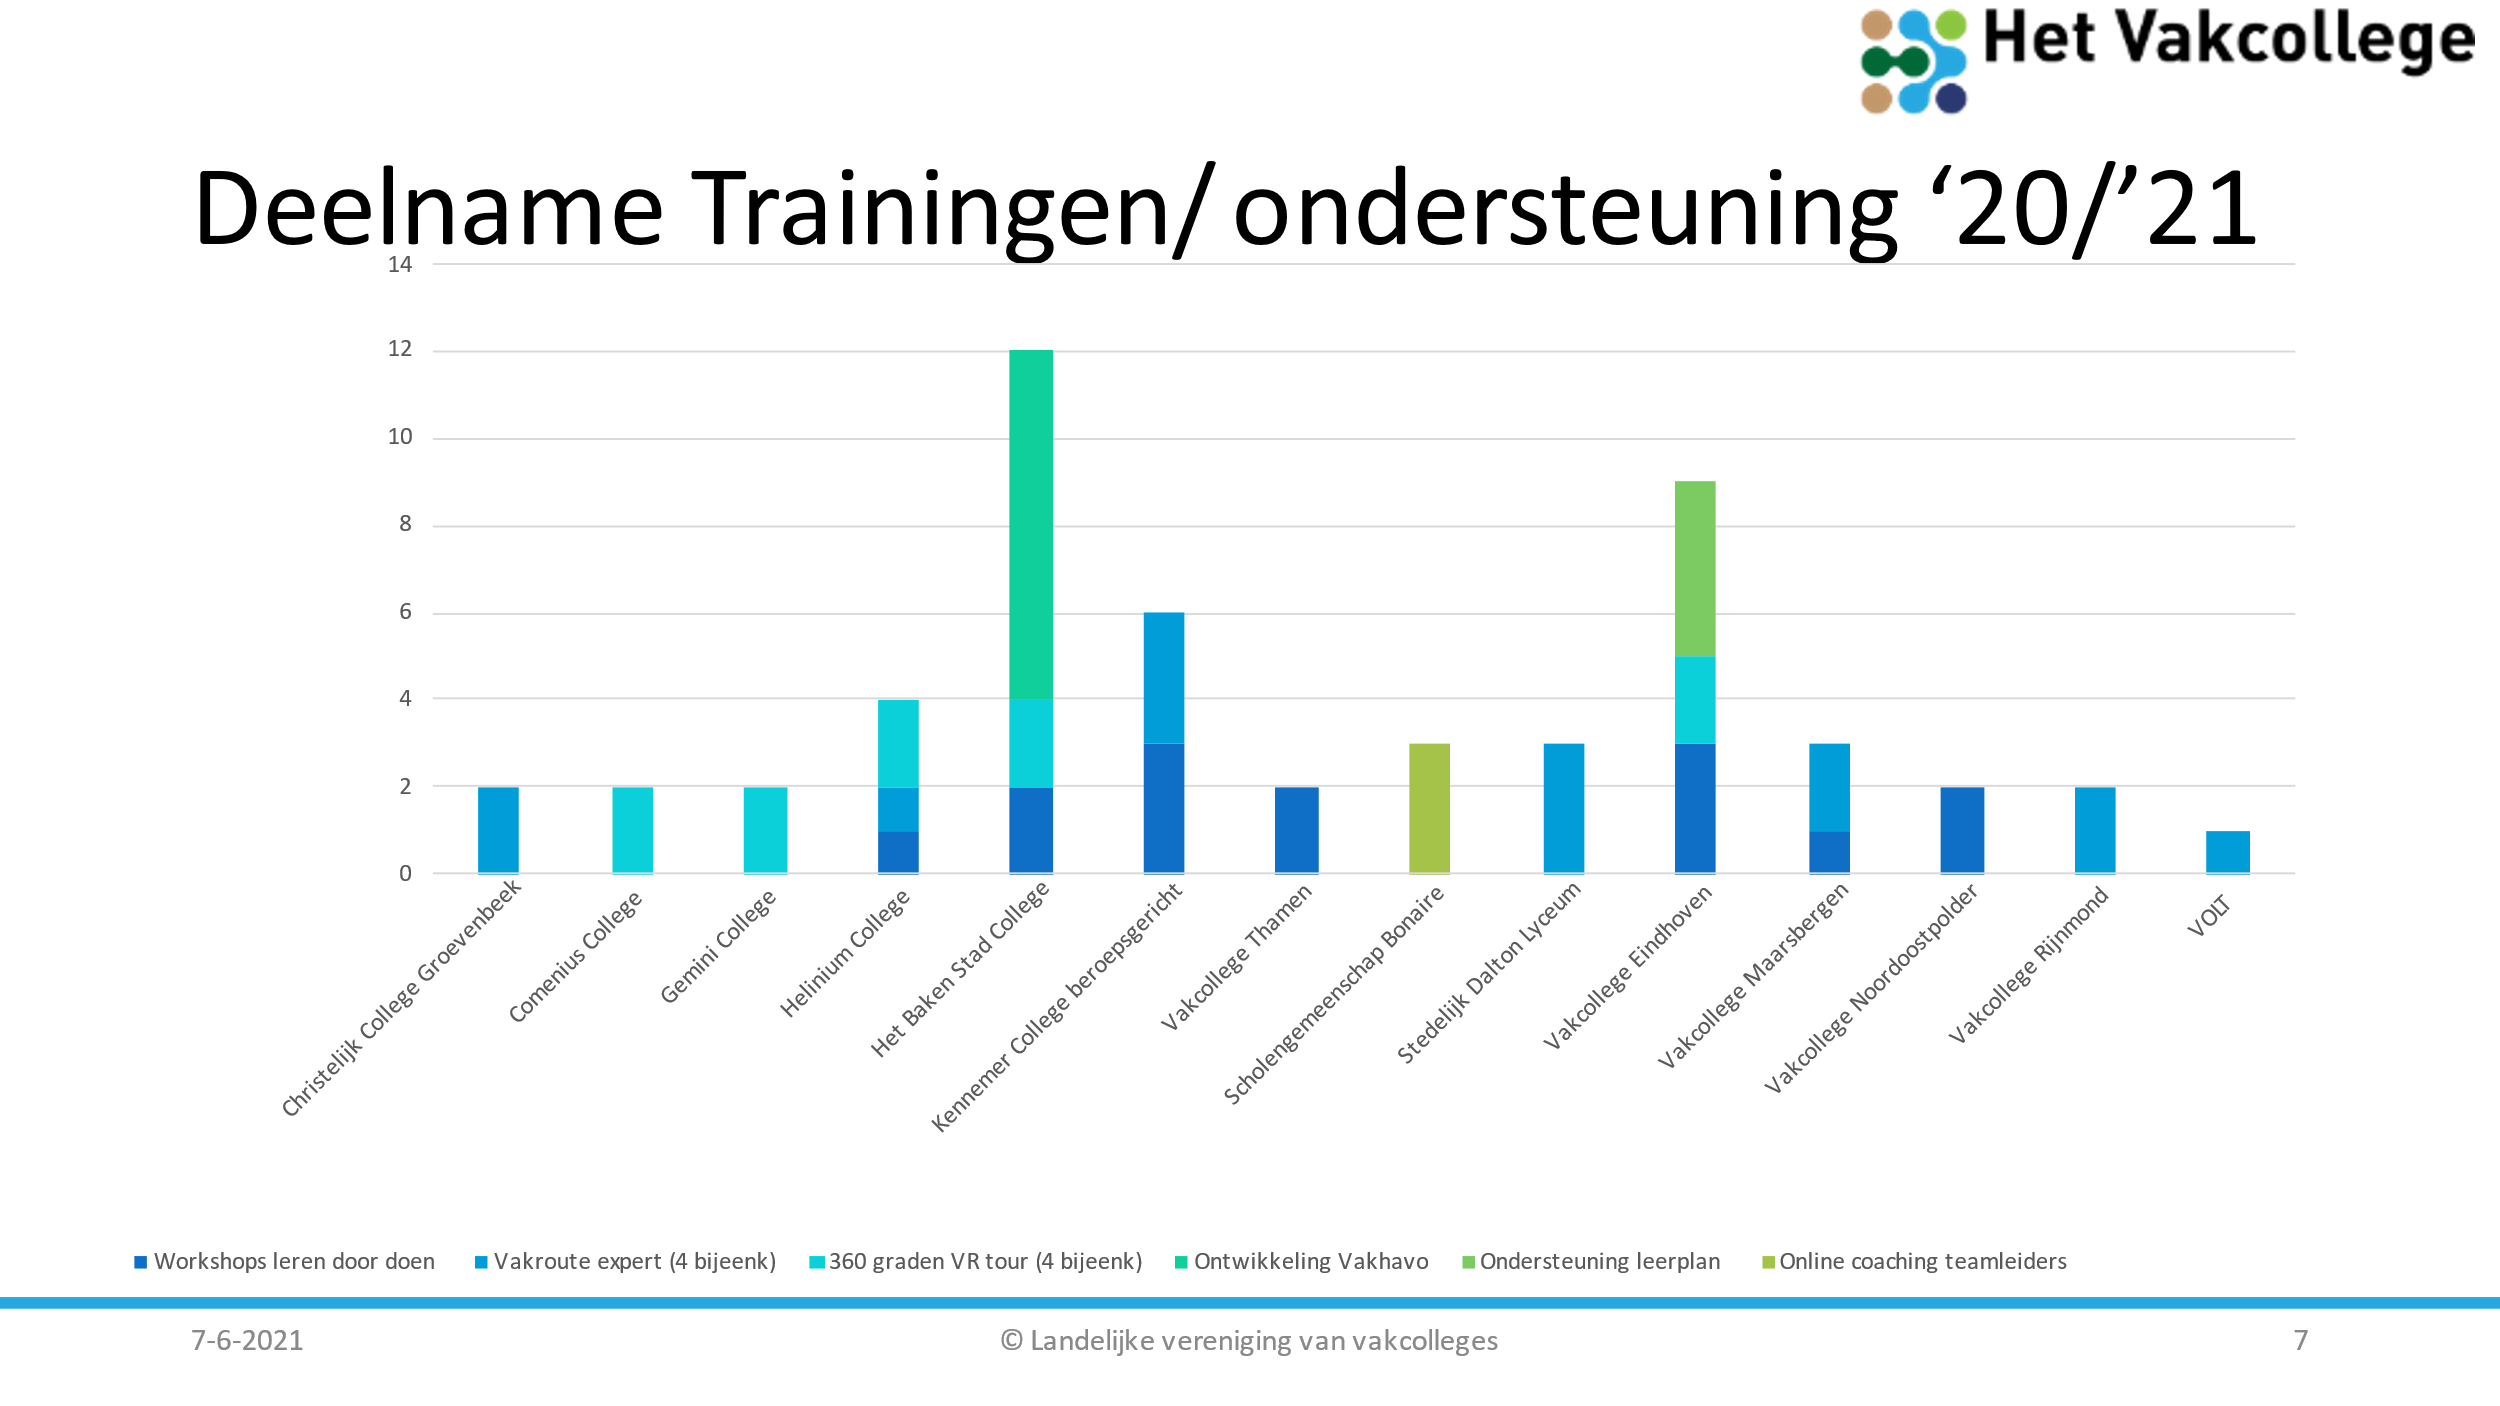 Het Vakcollege
Deelname Trainingen/ ondersteuning ‘20/’21
14
12
10
8
6
4
2
0
Christelijk College Groevenbeek
Comenius College
Gemini College
Helinium College
Het Baken Stad College
Kennemer College beroepsgericht
Vakcollege Thamen
Scholengemeenschap Bonaire
Stedelijk Dalton Lyceum
Vakcollege Eindhoven
Vakcollege Maarsbergen
Vakcollege Noordoostpolder
Vakcollege Rijnmond
VOLT
Workshops leren door doen
Vakroute expert (4 bijeenk)
360 graden VR tour (4 bijeenk)
Ontwikkeling Vakhavo
Ondersteuning leerplan
Online coaching teamleiders
7-6-2021
© Landelijke vereniging van vakcolleges
7